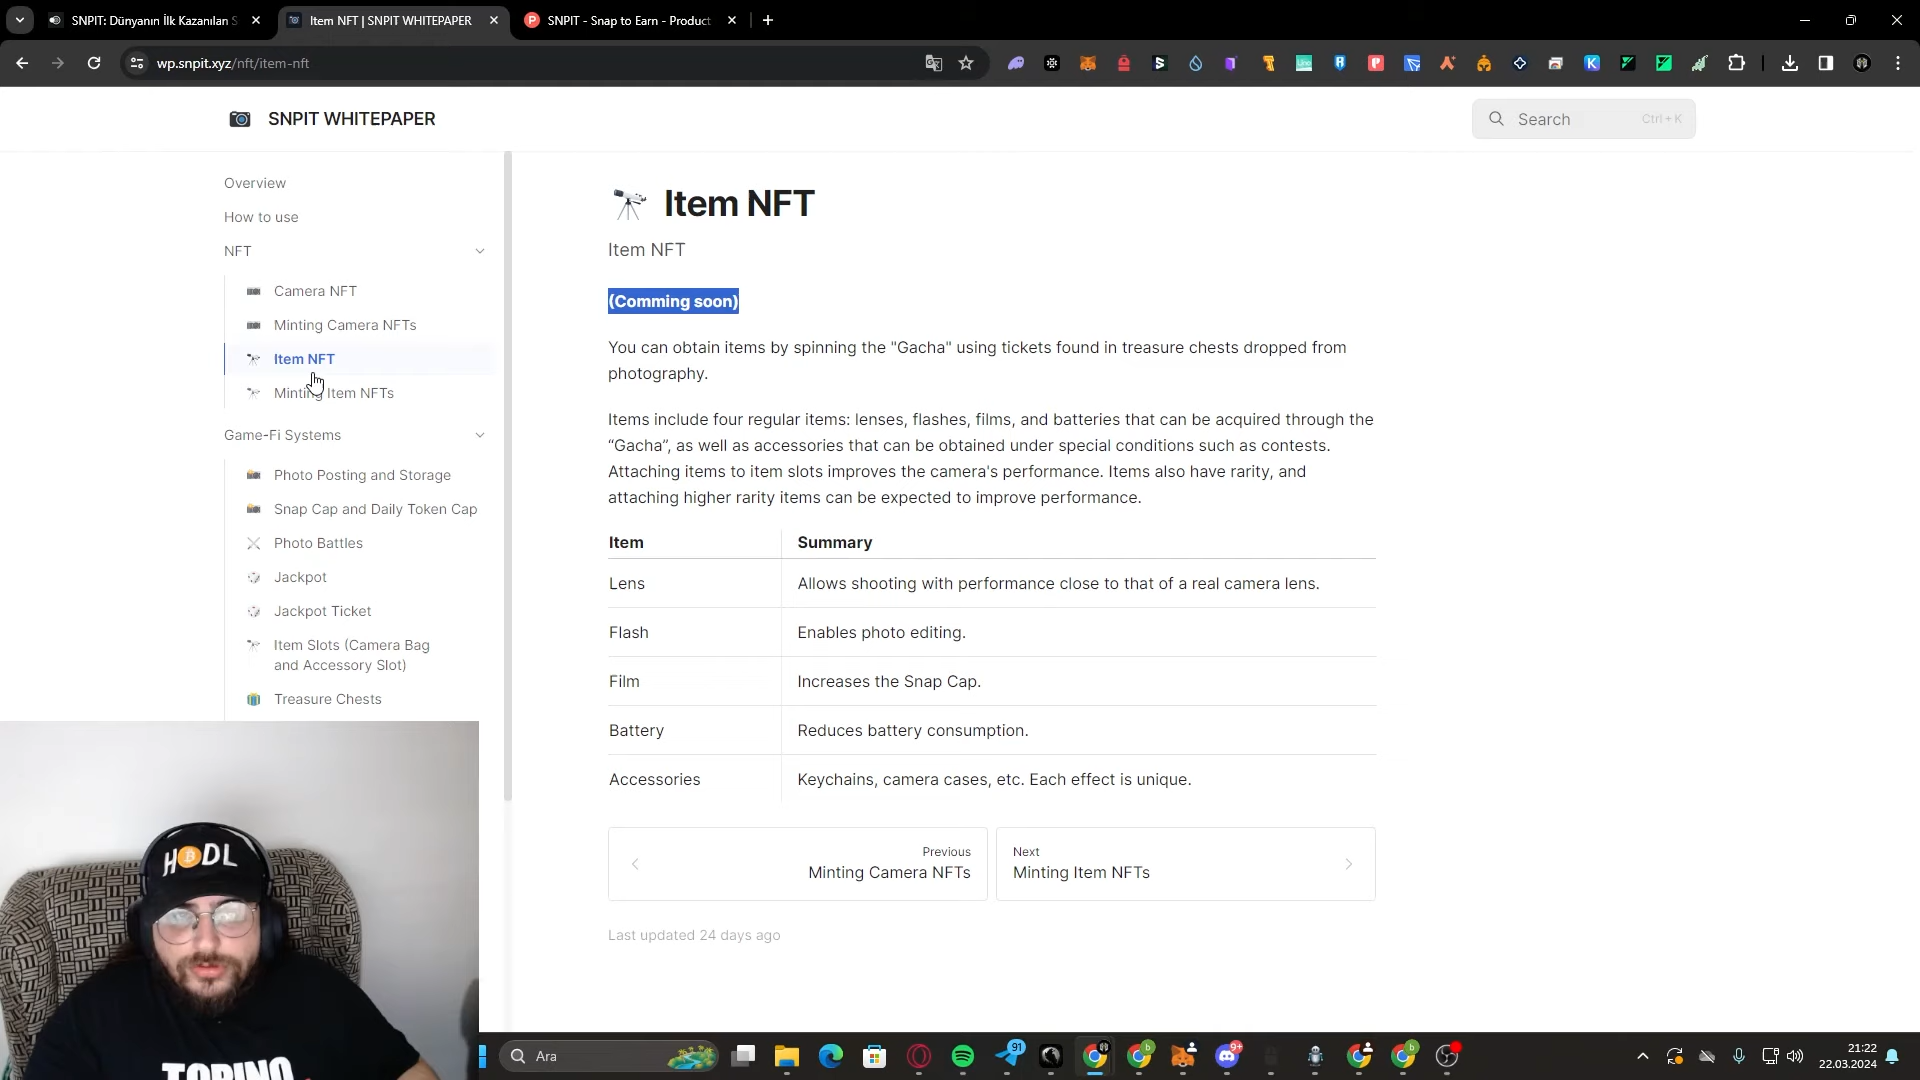 SNPIT: Dünyanın İlk Kazanılan S
Item NFT | SNPIT WHITEPAPER
SNPIT - Snap to Earn - Product
wp.snpit.xyz/nft/item-nft
SNPIT WHITEPAPER
Search
Ctrl + K
Overview
How to use
NFT
Camera NFT
Minting Camera NFTs
Item NFT
Minting Item NFTs
Game-Fi Systems
Photo Posting and Storage
Snap Cap and Daily Token Cap
Photo Battles
Jackpot
Jackpot Ticket
Item Slots (Camera Bag
and Accessory Slot)
Treasure Chests
Item NFT
Item NFT
(Comming soon)
You can obtain items by spinning the "Gacha" using tickets found in treasure chests dropped from
photography.
Items include four regular items: lenses, flashes, films, and batteries that can be acquired through the
“Gacha”, as well as accessories that can be obtained under special conditions such as contests.
Attaching items to item slots improves the camera's performance. Items also have rarity, and
attaching higher rarity items can be expected to improve performance.
Item Summary
Lens Allows shooting with performance close to that of a real camera lens.
Flash Enables photo editing.
Film Increases the Snap Cap.
Battery Reduces battery consumption.
Accessories Keychains, camera cases, etc. Each effect is unique.
Previous
Minting Camera NFTs
Next
Minting Item NFTs
Last updated 24 days ago
HODL
TORINO
Ara
91
9+
21:22
22.03.2024